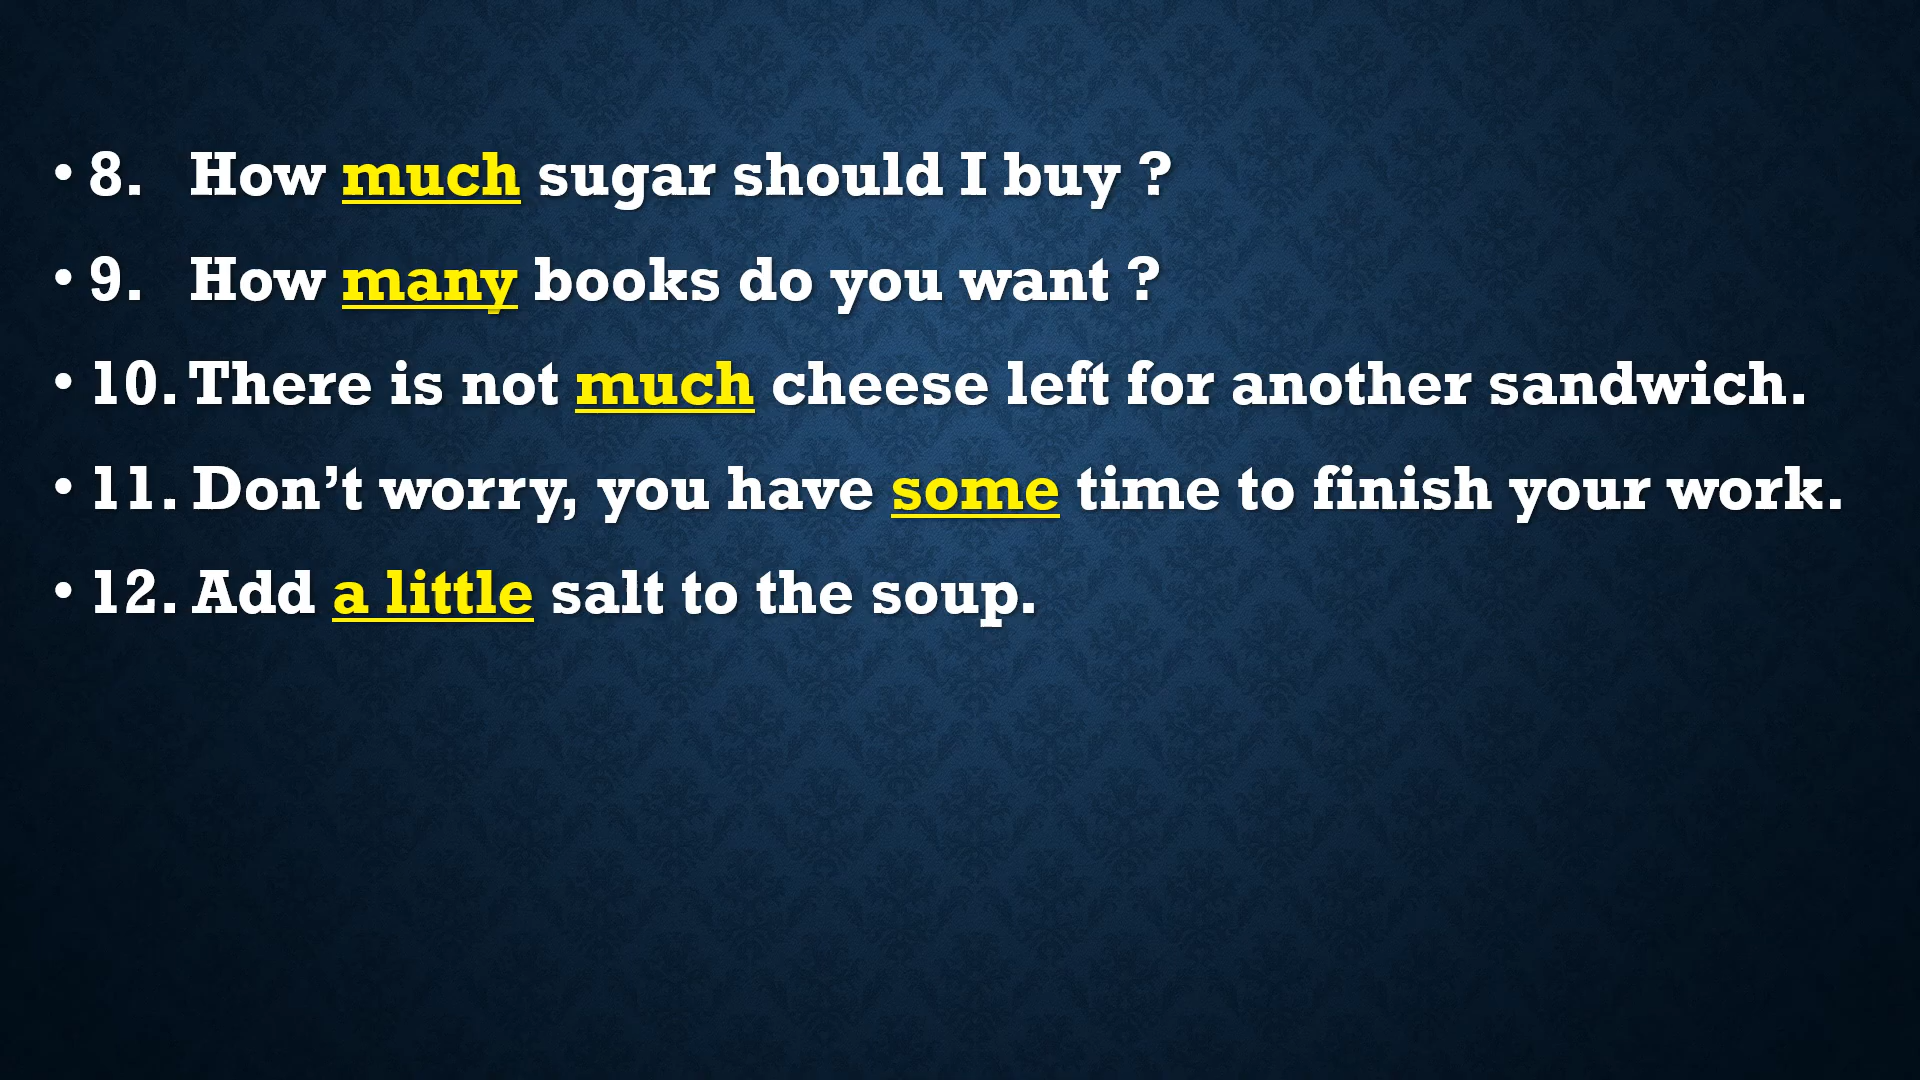 • 8. How much sugar should I buy ?
• 9. How many books do you want ?
• 10. There is not much cheese left for another sandwich.
• 11. Don’t worry, you have some time to finish your work.
• 12. Add a little salt to the soup.